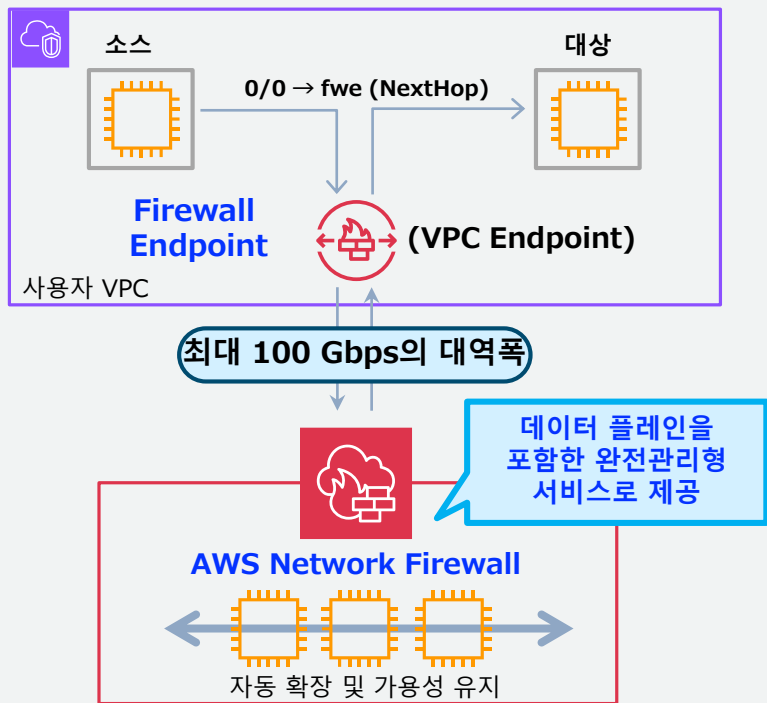 소스
대상
0/0 → fwe (NextHop)
Firewall
Endpoint
(VPC Endpoint)
사용자 VPC
최대 100 Gbps의 대역폭
데이터 플레인을
포함한 완전관리형
서비스로 제공
AWS Network Firewall
자동 확장 및 가용성 유지